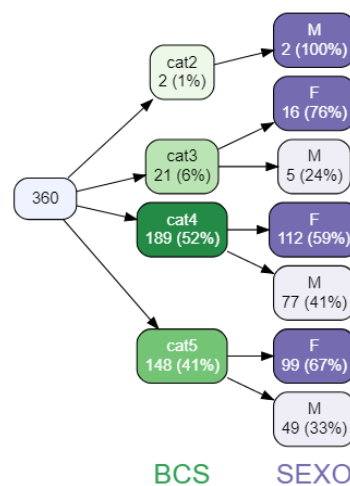 M
2 (100%)
cat2
2 (1%)
F
16 (76%)
cat3
21 (6%)
M
5 (24%)
360
cat4
189 (52%)
F
112 (59%)
M
77 (41%)
cat5
148 (41%)
F
99 (67%)
M
49 (33%)
BCS
SEXO